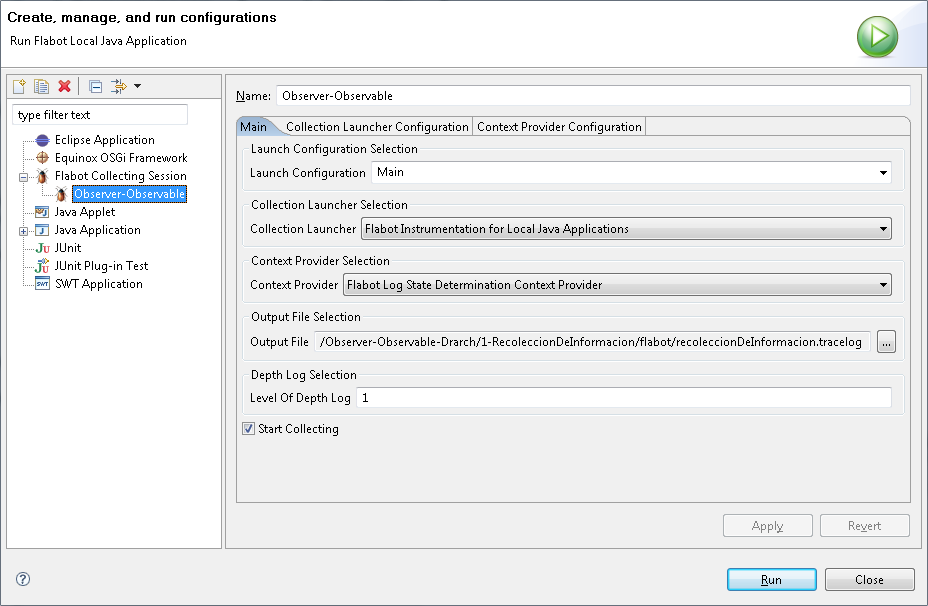 Create, manage, and run configurations
Run Flabot Local Java Application
type filter text
Eclipse Application
Equinox OSGi Framework
Flabot Collecting Session
Observer-Observable
Java Applet
Java Application
JU JUnit
JU JUnit Plug-in Test
SWT SWT Application
Name: Observer-Observable
Main Collection Launcher Configuration Context Provider Configuration
Launch Configuration Selection
Launch Configuration Main
Collection Launcher Selection
Collection Launcher Flabot Instrumentation for Local Java Applications
Context Provider Selection
Context Provider Flabot Log State Determination Context Provider
Output File Selection
Output File /Observer-Observable-Drarch/1-RecoleccionDeInformacion/flabot/recoleccionDeInformacion.tracelog ...
Depth Log Selection
Level Of Depth Log 1
Start Collecting
Apply Revert
? Run Close